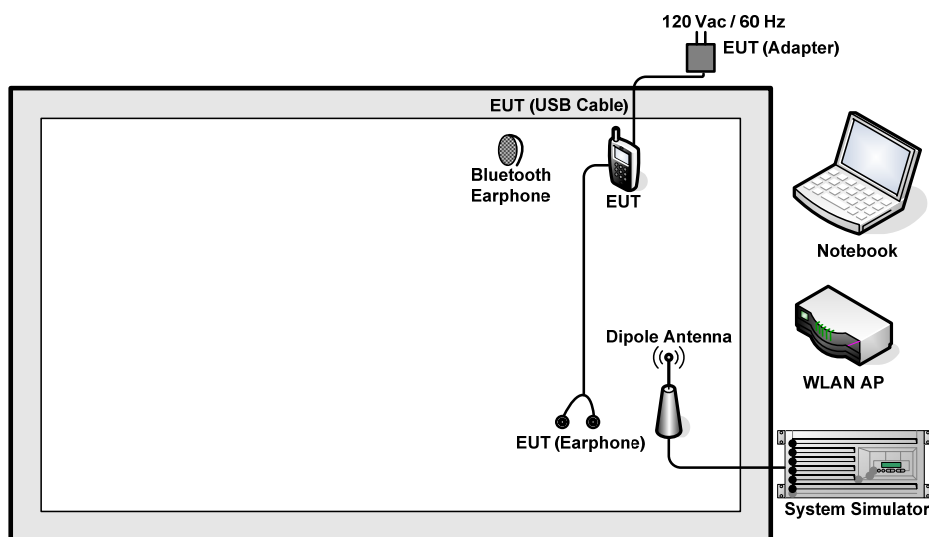 120 Vac / 60 Hz
EUT (Adapter)
EUT (USB Cable)
Bluetooth
Earphone
EUT
Notebook
Dipole Antenna
WLAN AP
EUT (Earphone)
System Simulator